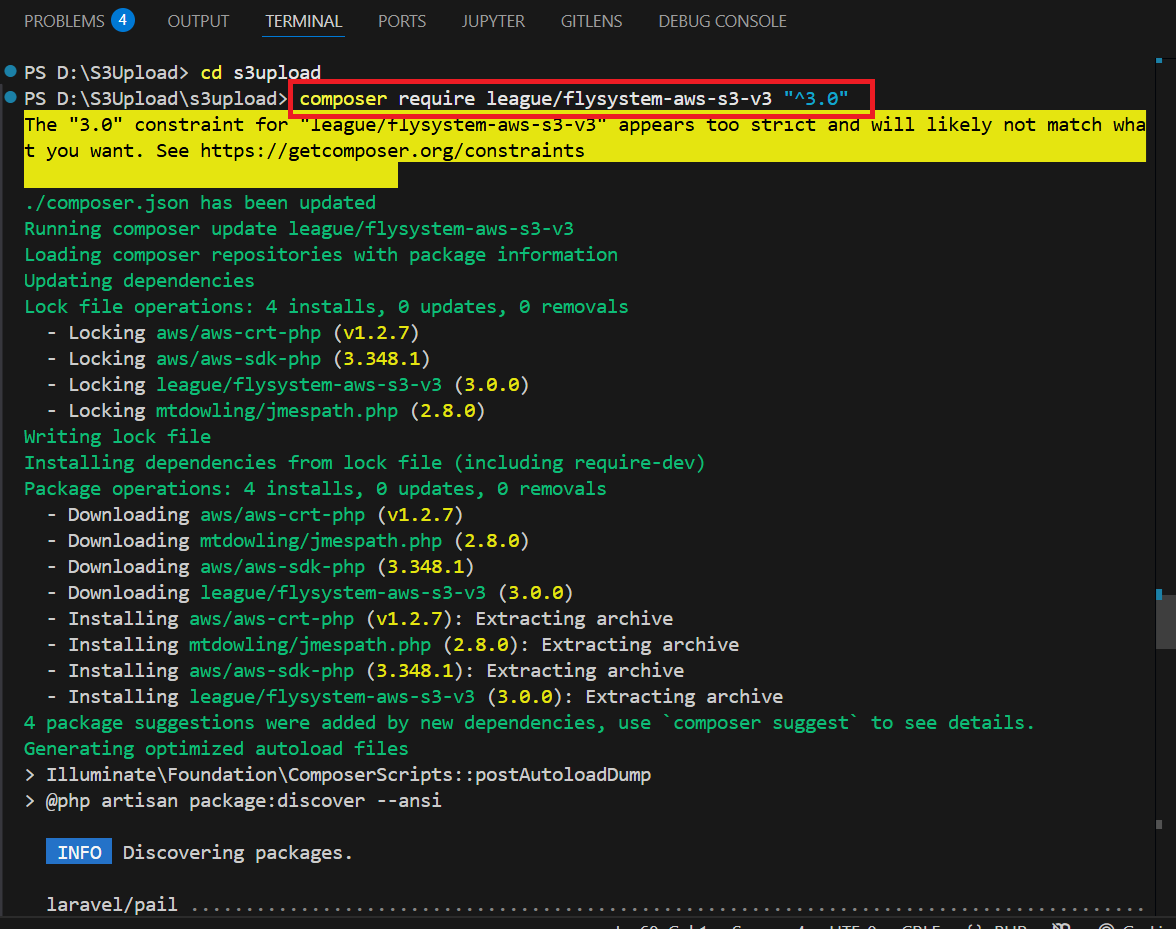 PROBLEMS 4 OUTPUT TERMINAL PORTS JUPYTER GITLENS DEBUG CONSOLE
PS D:\S3Upload> cd s3upload
PS D:\S3Upload\s3upload> composer require league/flysystem-aws-s3-v3 "^3.0"
The "3.0" constraint for "league/flysystem-aws-s3-v3" appears too strict and will likely not match wha
t you want. See https://getcomposer.org/constraints
./composer.json has been updated
Running composer update league/flysystem-aws-s3-v3
Loading composer repositories with package information
Updating dependencies
Lock file operations: 4 installs, 0 updates, 0 removals
  - Locking aws/aws-crt-php (v1.2.7)
  - Locking aws/aws-sdk-php (3.348.1)
  - Locking league/flysystem-aws-s3-v3 (3.0.0)
  - Locking mtdowling/jmespath.php (2.8.0)
Writing lock file
Installing dependencies from lock file (including require-dev)
Package operations: 4 installs, 0 updates, 0 removals
  - Downloading aws/aws-crt-php (v1.2.7)
  - Downloading mtdowling/jmespath.php (2.8.0)
  - Downloading aws/aws-sdk-php (3.348.1)
  - Downloading league/flysystem-aws-s3-v3 (3.0.0)
  - Installing aws/aws-crt-php (v1.2.7): Extracting archive
  - Installing mtdowling/jmespath.php (2.8.0): Extracting archive
  - Installing aws/aws-sdk-php (3.348.1): Extracting archive
  - Installing league/flysystem-aws-s3-v3 (3.0.0): Extracting archive
4 package suggestions were added by new dependencies, use `composer suggest` to see details.
Generating optimized autoload files
> Illuminate\Foundation\ComposerScripts::postAutoloadDump
> @php artisan package:discover --ansi
INFO Discovering packages.
laravel/pail .......................................................................................